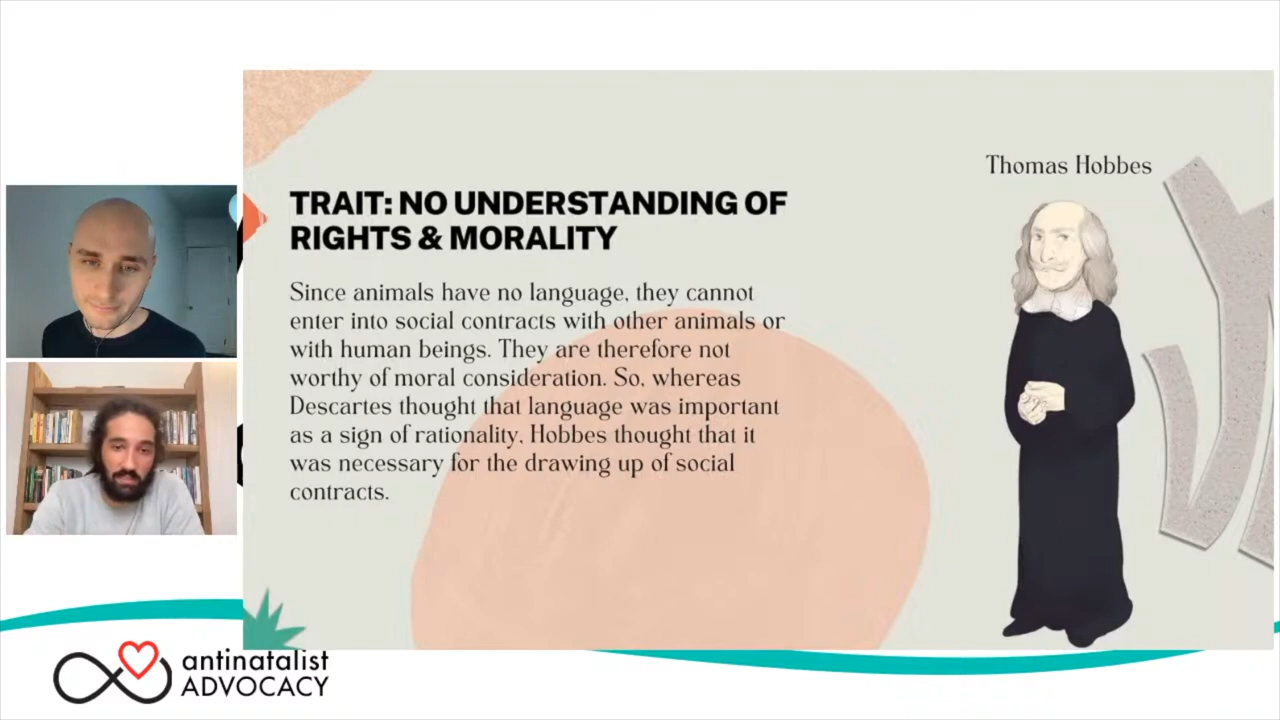 Thomas Hobbes
TRAIT: NO UNDERSTANDING OF
RIGHTS & MORALITY
Since animals have no language, they cannot
enter into social contracts with other animals or
with human beings. They are therefore not
worthy of moral consideration. So, whereas
Descartes thought that language was important
as a sign of rationality, Hobbes thought that it
was necessary for the drawing up of social
contracts.
antinatalist
ADVOCACY